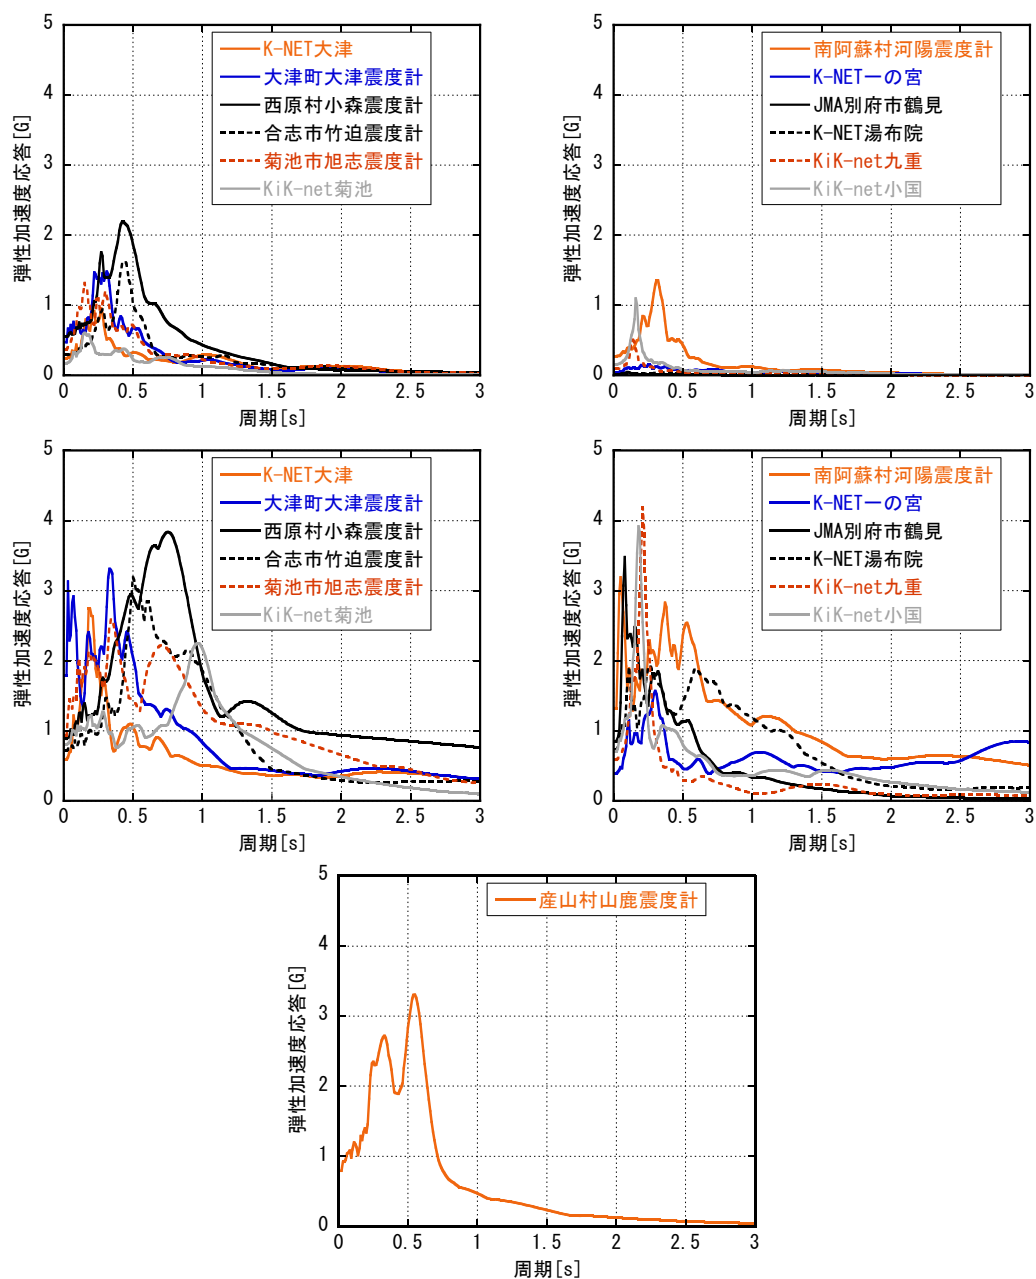 5
4
3
2
1
0
弾性加速度応答[G]
K-NET大津
大津町大津震度計
西原村小森震度計
合志市竹迫震度計
菊池市旭志震度計
KiK-net菊池
0 0.5 1 1.5 2 2.5 3
周期[s]
5
4
3
2
1
0
弾性加速度応答[G]
南阿蘇村河陽震度計
K-NET一の宮
JMA別府市鶴見
K-NET湯布院
KiK-net九重
KiK-net小国
0 0.5 1 1.5 2 2.5 3
周期[s]
5
4
3
2
1
0
弾性加速度応答[G]
K-NET大津
大津町大津震度計
西原村小森震度計
合志市竹迫震度計
菊池市旭志震度計
KiK-net菊池
0 0.5 1 1.5 2 2.5 3
周期[s]
5
4
3
2
1
0
弾性加速度応答[G]
南阿蘇村河陽震度計
K-NET一の宮
JMA別府市鶴見
K-NET湯布院
KiK-net九重
KiK-net小国
0 0.5 1 1.5 2 2.5 3
周期[s]
5
4
3
2
1
0
弾性加速度応答[G]
産山村山鹿震度計
0 0.5 1 1.5 2 2.5 3
周期[s]